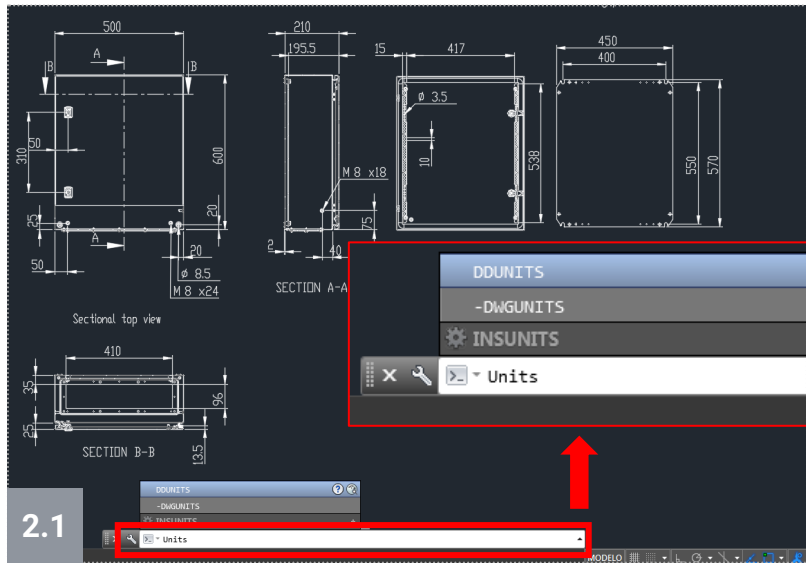 500
A
B
B
50
310
600
25
20
A
20
50
ø 8.5
M 8 x24
Sectional top view
210
195.5
M 8 x18
75
2
40
SECTION A-A
15
417
ø 3.5
10
538
450
400
550
570
410
35
96
25
13.5
SECTION B-B
DDUNITS
-DWGUNITS
INSUNITS
Units
DDUNITS
-DWGUNITS
INSUNITS
Units
2.1
MODELO